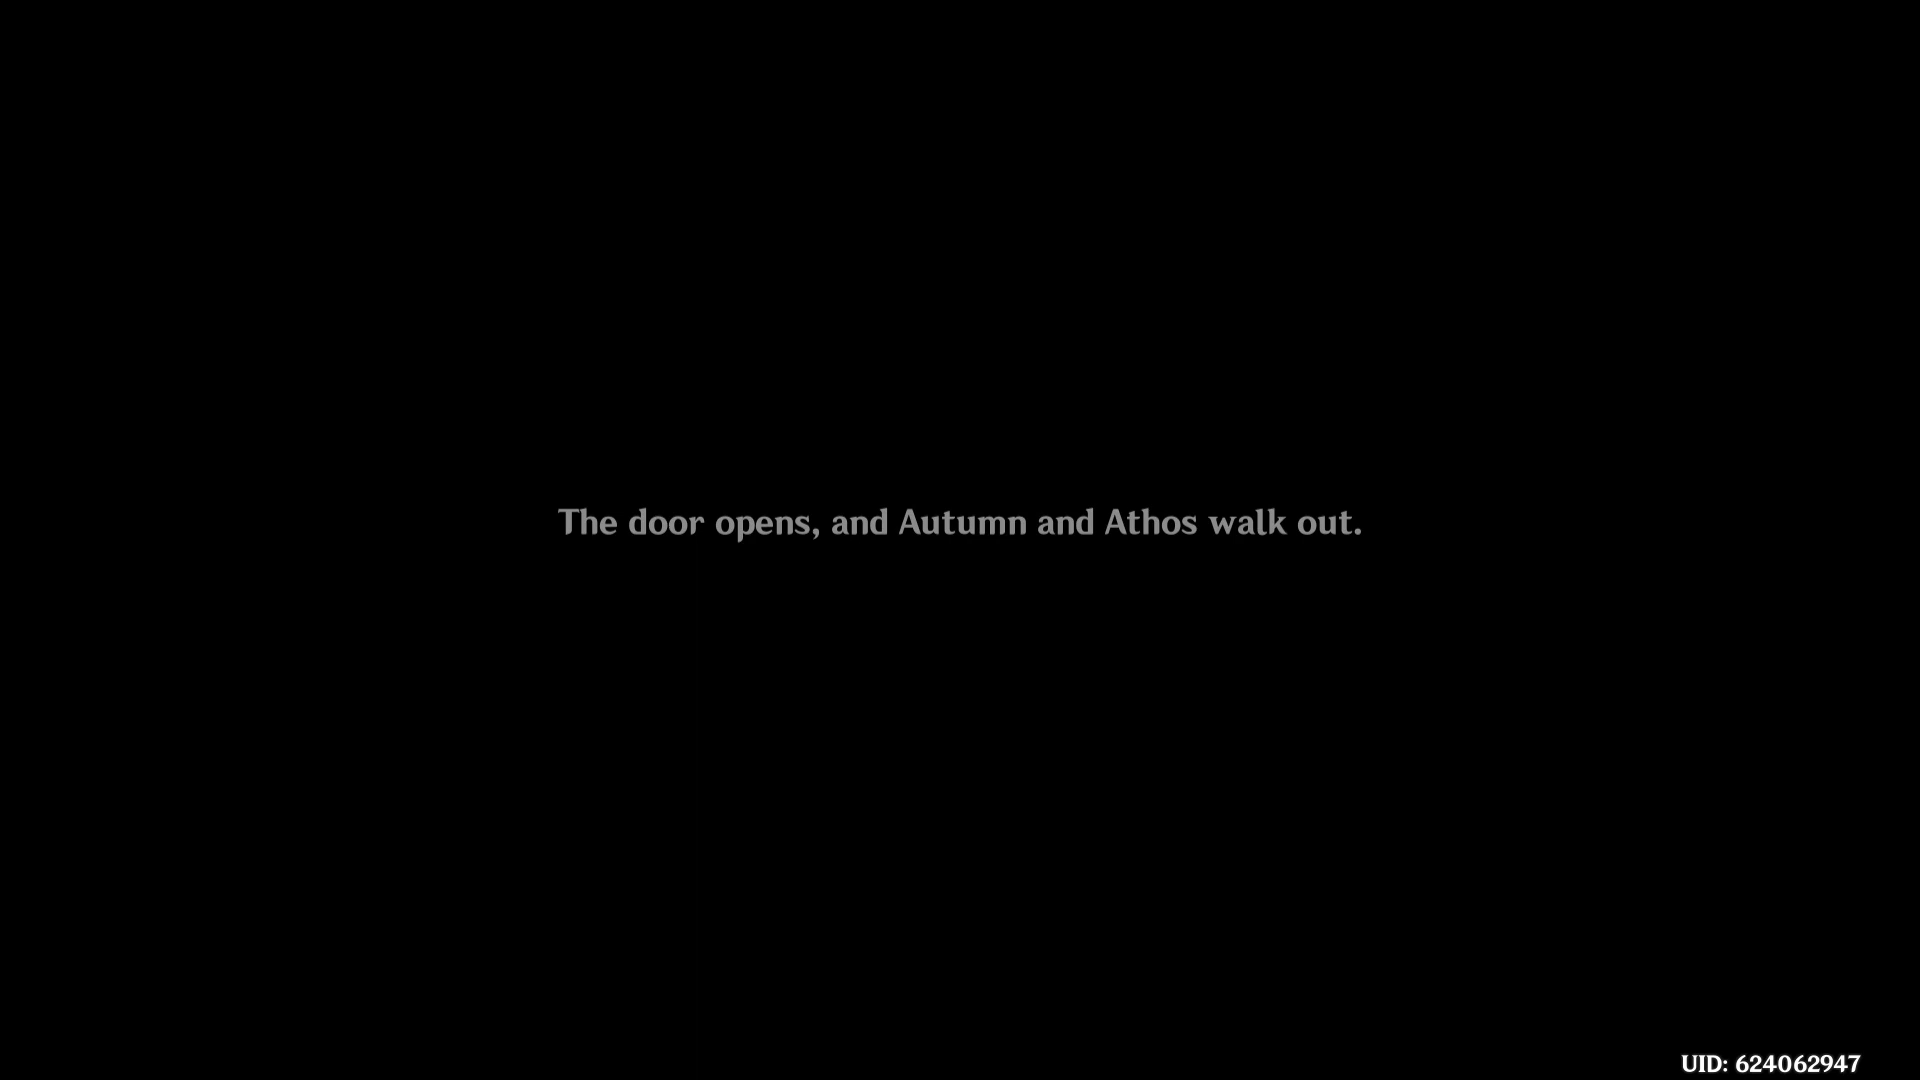 The door opens, and Autumn and Athos walk out.
UID: 624062947